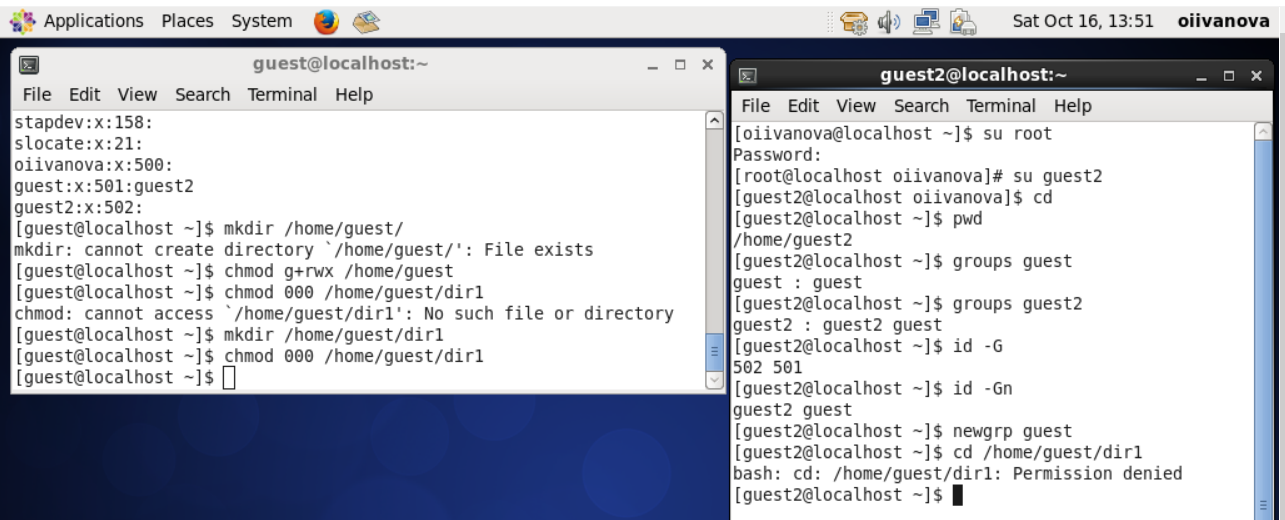 Applications Places System Sat Oct 16, 13:51 oiivanova
guest@localhost:~
File Edit View Search Terminal Help
stapdev:x:158:
slocate:x:21:
oiivanova:x:500:
guest:x:501:guest2
guest2:x:502:
[guest@localhost ~]$ mkdir /home/guest/
mkdir: cannot create directory `/home/guest/': File exists
[guest@localhost ~]$ chmod g+rwx /home/guest
[guest@localhost ~]$ chmod 000 /home/guest/dir1
chmod: cannot access `/home/guest/dir1': No such file or directory
[guest@localhost ~]$ mkdir /home/guest/dir1
[guest@localhost ~]$ chmod 000 /home/guest/dir1
[guest@localhost ~]$
guest2@localhost:~
File Edit View Search Terminal Help
[oiivanova@localhost ~]$ su root
Password:
[root@localhost oiivanova]# su guest2
[guest2@localhost oiivanova]$ cd
[guest2@localhost ~]$ pwd
/home/guest2
[guest2@localhost ~]$ groups guest
guest : guest
[guest2@localhost ~]$ groups guest2
guest2 : guest2 guest
[guest2@localhost ~]$ id -G
502 501
[guest2@localhost ~]$ id -Gn
guest2 guest
[guest2@localhost ~]$ newgrp guest
[guest2@localhost ~]$ cd /home/guest/dir1
bash: cd: /home/guest/dir1: Permission denied
[guest2@localhost ~]$